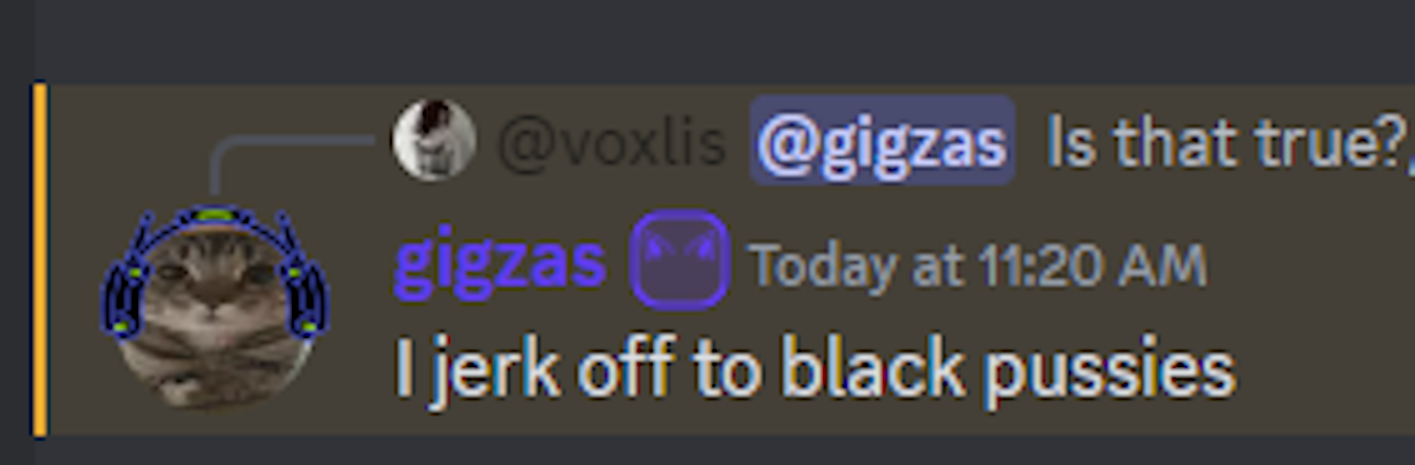 @voxlis @gigzas Is that true?,
gigzas Today at 11:20 AM
I jerk off to black pussies